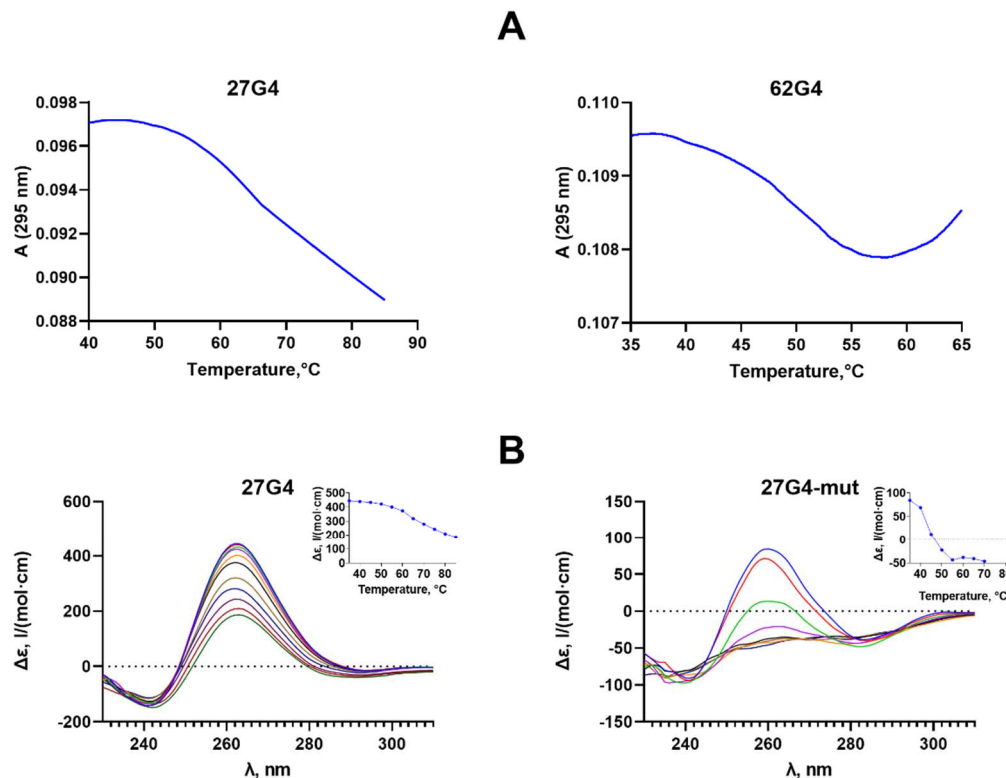 A
27G4
A (295 nm)
0.098
0.096
0.094
0.092
0.090
0.088
40 50 60 70 80 90
Temperature,°C
62G4
A (295 nm)
0.110
0.109
0.108
0.107
35 40 45 50 55 60 65
Temperature,°C
B
27G4
Δε, l/(mol·cm)
600
400
200
0
-200
240 260 280 300
λ, nm
Δε, l/(mol·cm)
500
400
300
200
100
0
40 50 60 70 80
Temperature, °C
27G4-mut
Δε, l/(mol·cm)
150
100
50
0
-50
-100
-150
240 260 280 300
λ, nm
Δε, l/(mol·cm)
100
50
0
-50
40 50 60 70 80
Temperature, °C